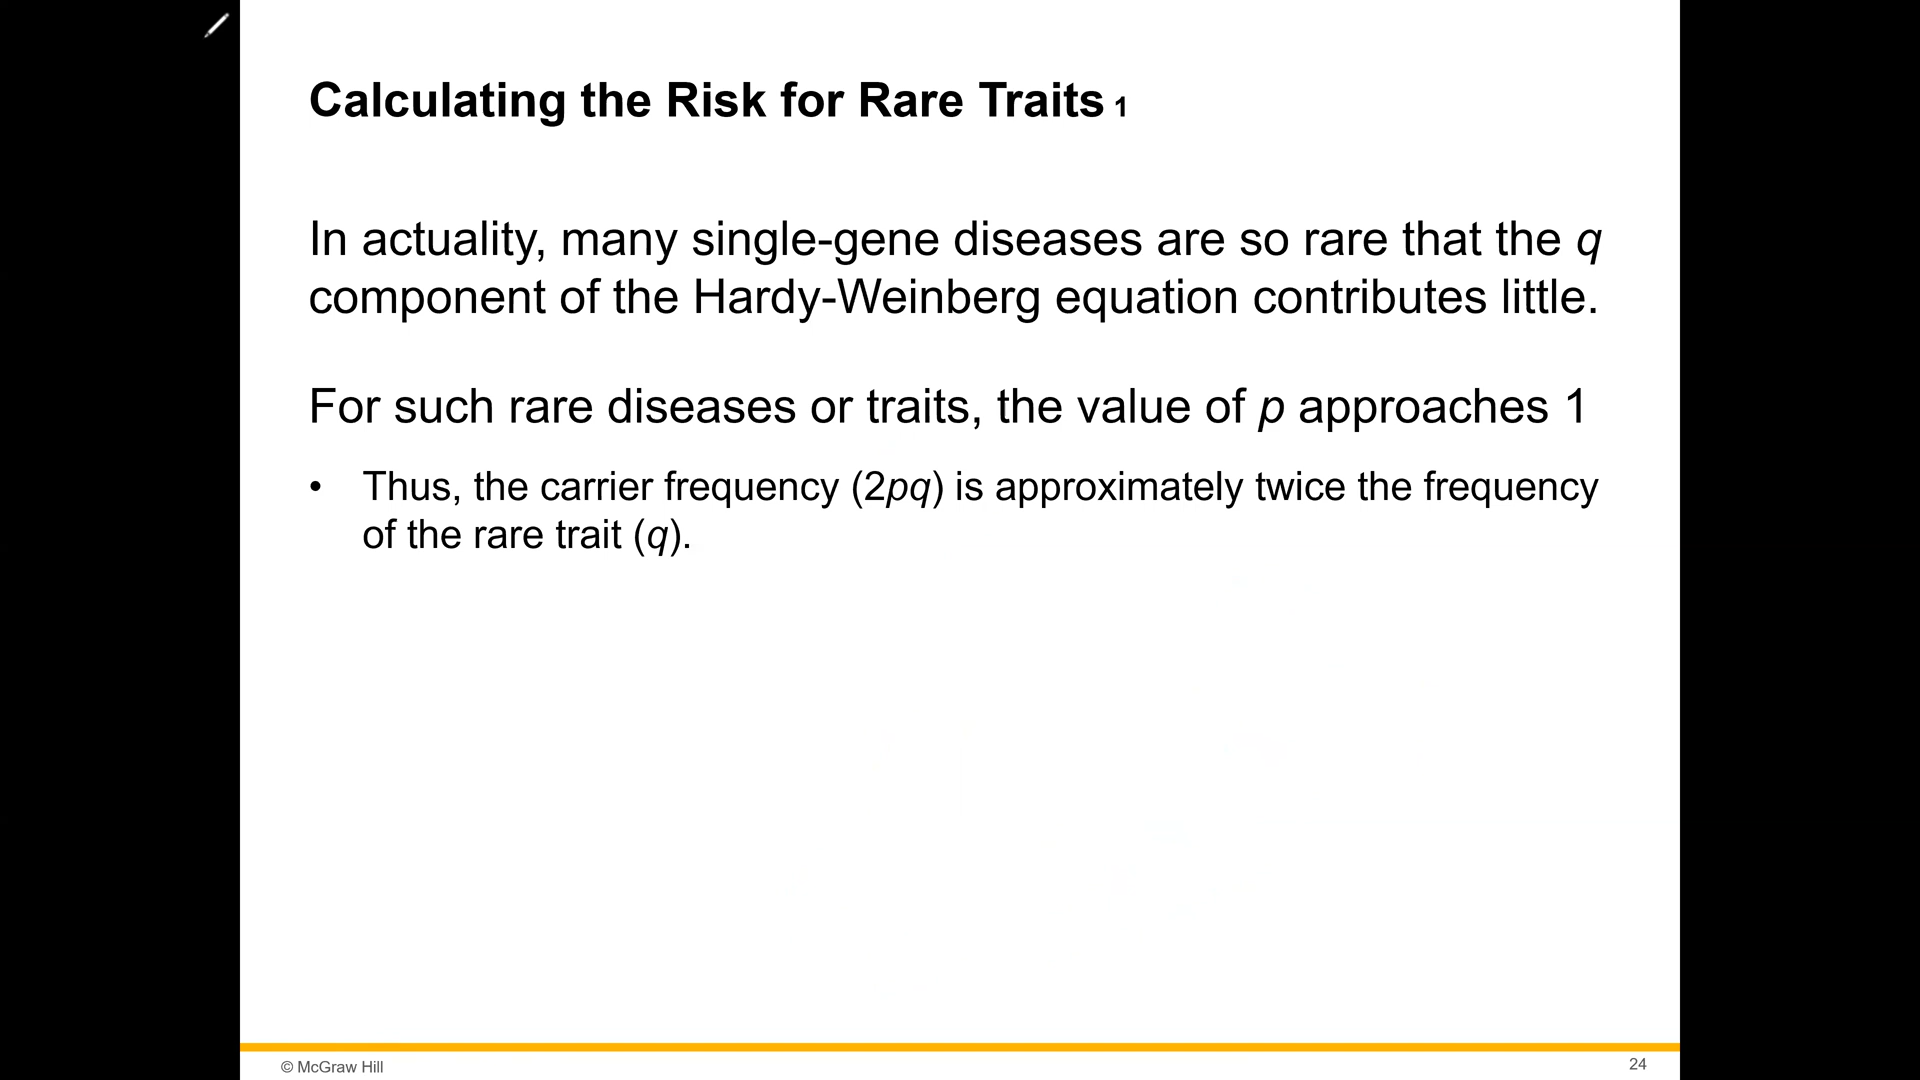 Calculating the Risk for Rare Traits 1
In actuality, many single-gene diseases are so rare that the q
component of the Hardy-Weinberg equation contributes little.
For such rare diseases or traits, the value of p approaches 1
• Thus, the carrier frequency (2pq) is approximately twice the frequency
of the rare trait (q).
© McGraw Hill
24